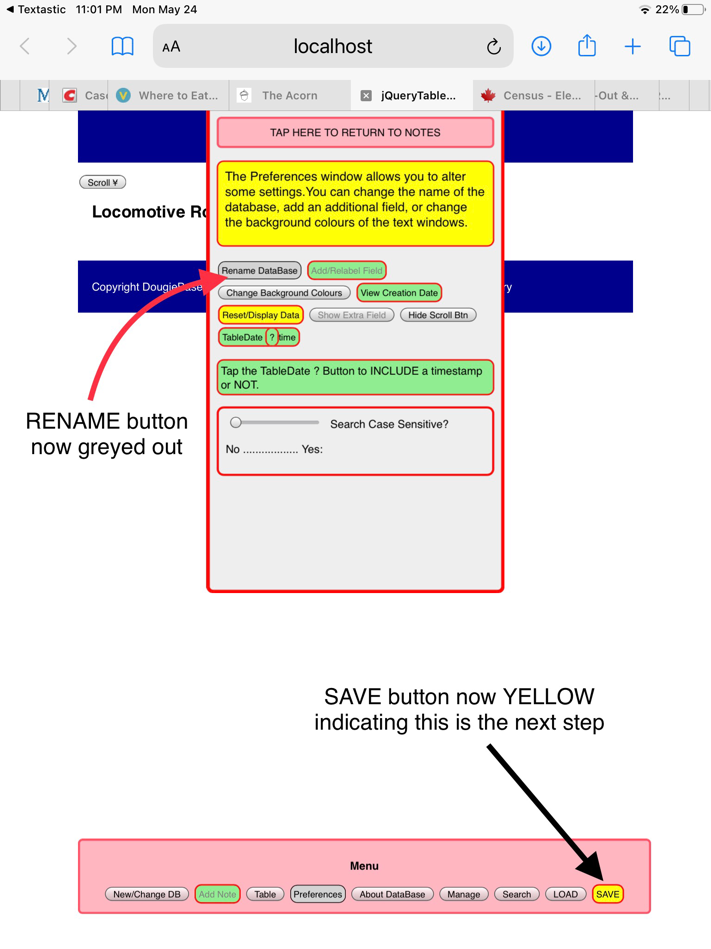 ◀ Textastic 11:01 PM Mon May 24 22%
AA localhost
M Case Where to Eat... The Acorn jQueryTable... Census - Ele... -Out &... ...
TAP HERE TO RETURN TO NOTES
The Preferences window allows you to alter
some settings.You can change the name of the
database, add an additional field, or change
the background colours of the text windows.
Scroll ¥
Locomotive Ro
Rename DataBase Add/Relabel Field
Copyright DougieBase ry
Change Background Colours View Creation Date
Reset/Display Data Show Extra Field Hide Scroll Btn
TableDate ? time
Tap the TableDate ? Button to INCLUDE a timestamp
or NOT.
Search Case Sensitive?
No .................. Yes:
RENAME button
now greyed out
SAVE button now YELLOW
indicating this is the next step
Menu
New/Change DB Add Note Table Preferences About DataBase Manage Search LOAD SAVE